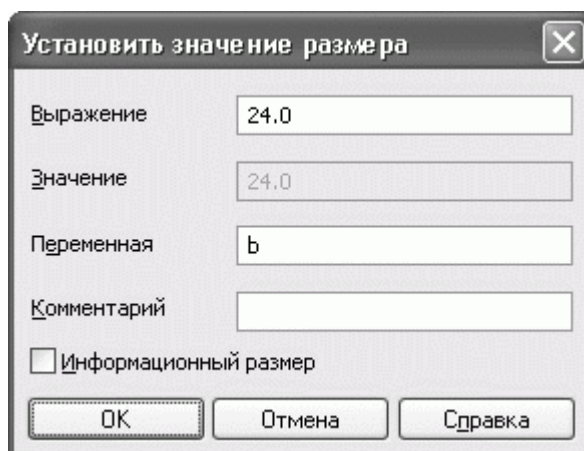 Установить значение размера
Выражение 24.0
Значение 24.0
Переменная b
Комментарий
Информационный размер
OK Отмена Справка